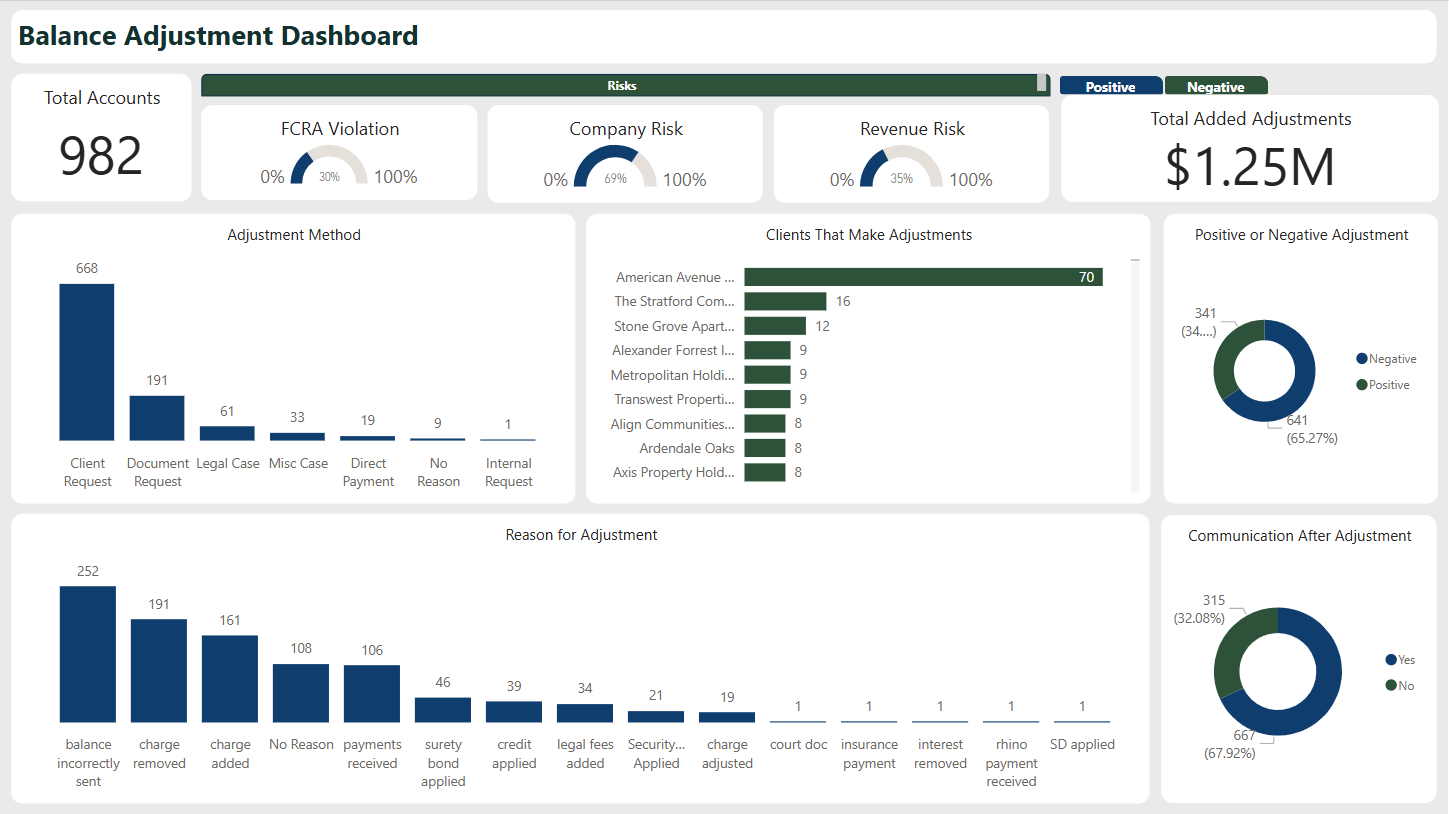 Balance Adjustment Dashboard
Total Accounts
982
Risks
FCRA Violation
0%
30%
100%
Company Risk
0%
69%
100%
Revenue Risk
0%
35%
100%
Positive
Negative
Total Added Adjustments
$1.25M
Adjustment Method
668
191
61
33
19
9
1
Client
Request
Document
Request
Legal Case
Misc Case
Direct
Payment
No
Reason
Internal
Request
Clients That Make Adjustments
American Avenue ...
70
The Stratford Com...
16
Stone Grove Apart...
12
Alexander Forrest I...
9
Metropolitan Holdi...
9
Transwest Properti...
9
Align Communities...
8
Ardendale Oaks
8
Axis Property Hold...
8
Positive or Negative Adjustment
341
(34....)
641
(65.27%)
Negative
Positive
Reason for Adjustment
252
191
161
108
106
46
39
34
21
19
1
1
1
1
1
balance
incorrectly
sent
charge
removed
charge
added
No Reason
payments
received
surety
bond
applied
credit
applied
legal fees
added
Security...
Applied
charge
adjusted
court doc
insurance
payment
interest
removed
rhino
payment
received
SD applied
Communication After Adjustment
315
(32.08%)
667
(67.92%)
Yes
No